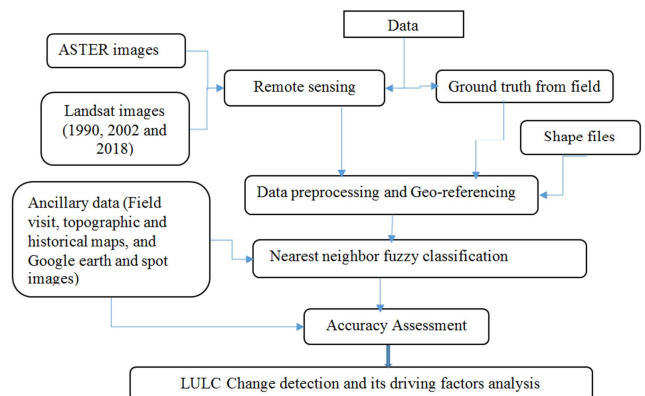 Data
ASTER images
Remote sensing
Ground truth from field
Landsat images
(1990, 2002 and
2018)
Shape files
Data preprocessing and Geo-referencing
Ancillary data (Field
visit, topographic and
historical maps, and
Google earth and spot
images)
Nearest neighbor fuzzy classification
Accuracy Assessment
LULC Change detection and its driving factors analysis